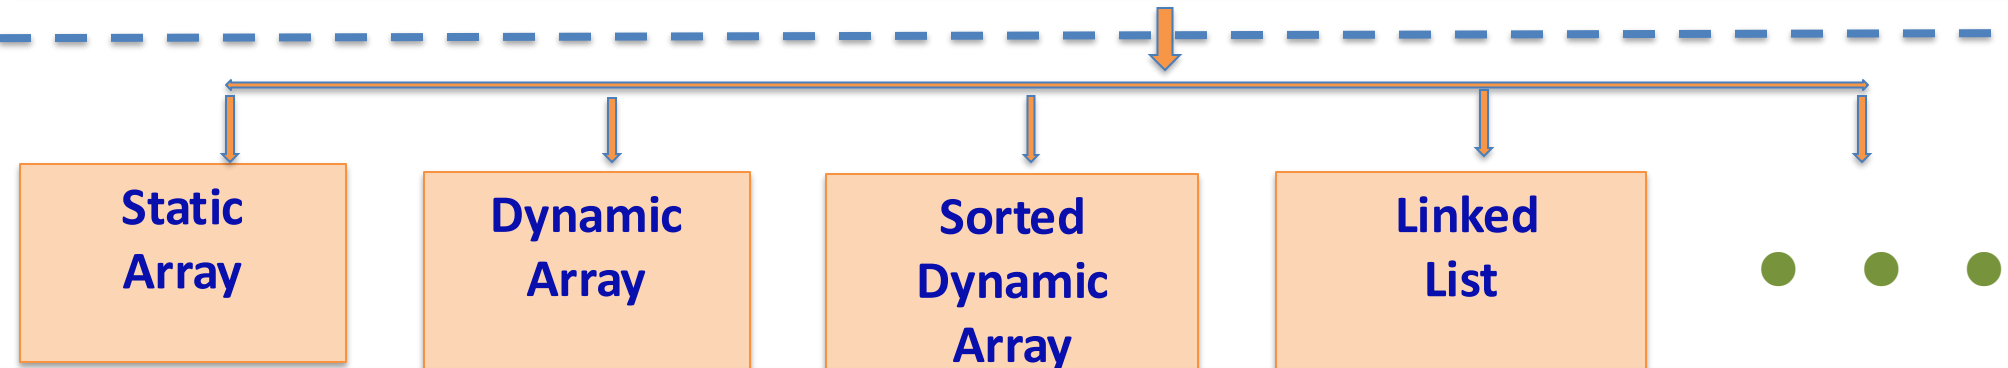 Static
Array
Dynamic
Array
Sorted
Dynamic
Array
Linked
List